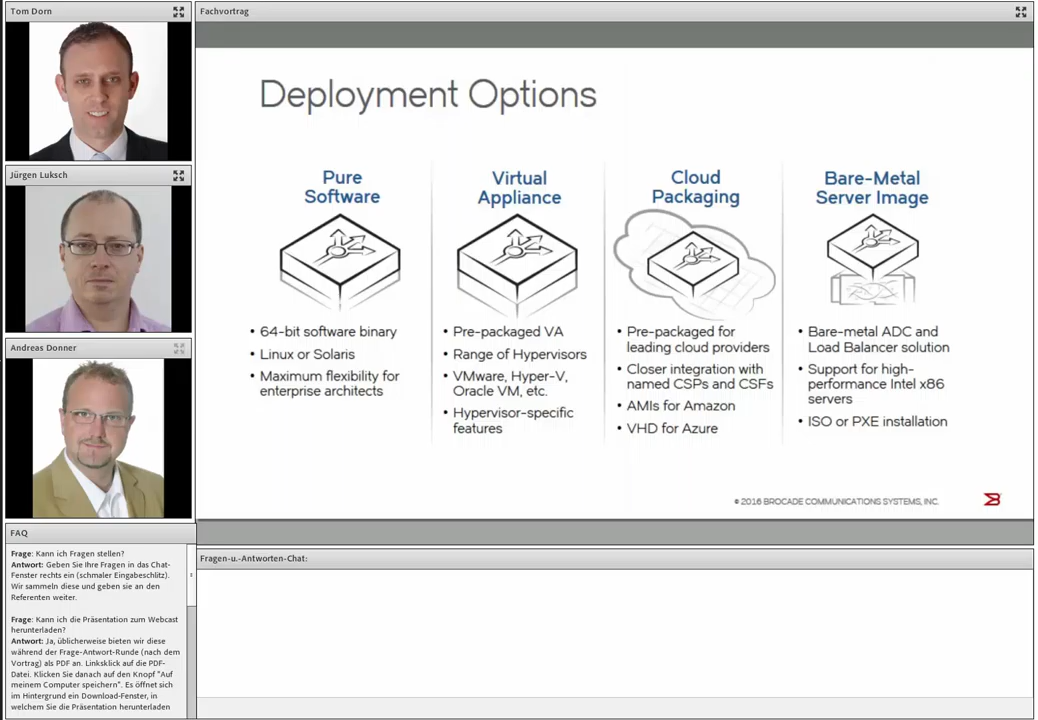 Tom Dorn
Jürgen Luksch
Andreas Donner
FAQ
Frage: Kann ich Fragen stellen?
Antwort: Geben Sie Ihre Fragen in das Chat-
Fenster rechts ein (schmaler Eingabeschlitz).
Wir sammeln diese und geben sie an den
Referenten weiter.
Frage: Kann ich die Präsentation zum Webcast
herunterladen?
Antwort: Ja, üblicherweise bieten wir diese
während der Frage-Antwort-Runde (nach dem
Vortrag) als PDF an. Linksklick auf die PDF-
Datei. Klicken Sie danach auf den Knopf "Auf
meinem Computer speichern". Es öffnet sich
im Hintergrund ein Download-Fenster, in
welchem Sie die Präsentation herunterladen
Fachvortrag
Deployment Options
Pure
Software
• 64-bit software binary
• Linux or Solaris
• Maximum flexibility for
enterprise architects
Virtual
Appliance
• Pre-packaged VA
• Range of Hypervisors
• VMware, Hyper-V,
Oracle VM, etc.
• Hypervisor-specific
features
Cloud
Packaging
• Pre-packaged for
leading cloud providers
• Closer integration with
named CSPs and CSFs
• AMIs for Amazon
• VHD for Azure
Bare-Metal
Server Image
• Bare-metal ADC and
Load Balancer solution
• Support for high-
performance Intel x86
servers
• ISO or PXE installation
© 2016 BROCADE COMMUNICATIONS SYSTEMS, INC.
Fragen-u.-Antworten-Chat: